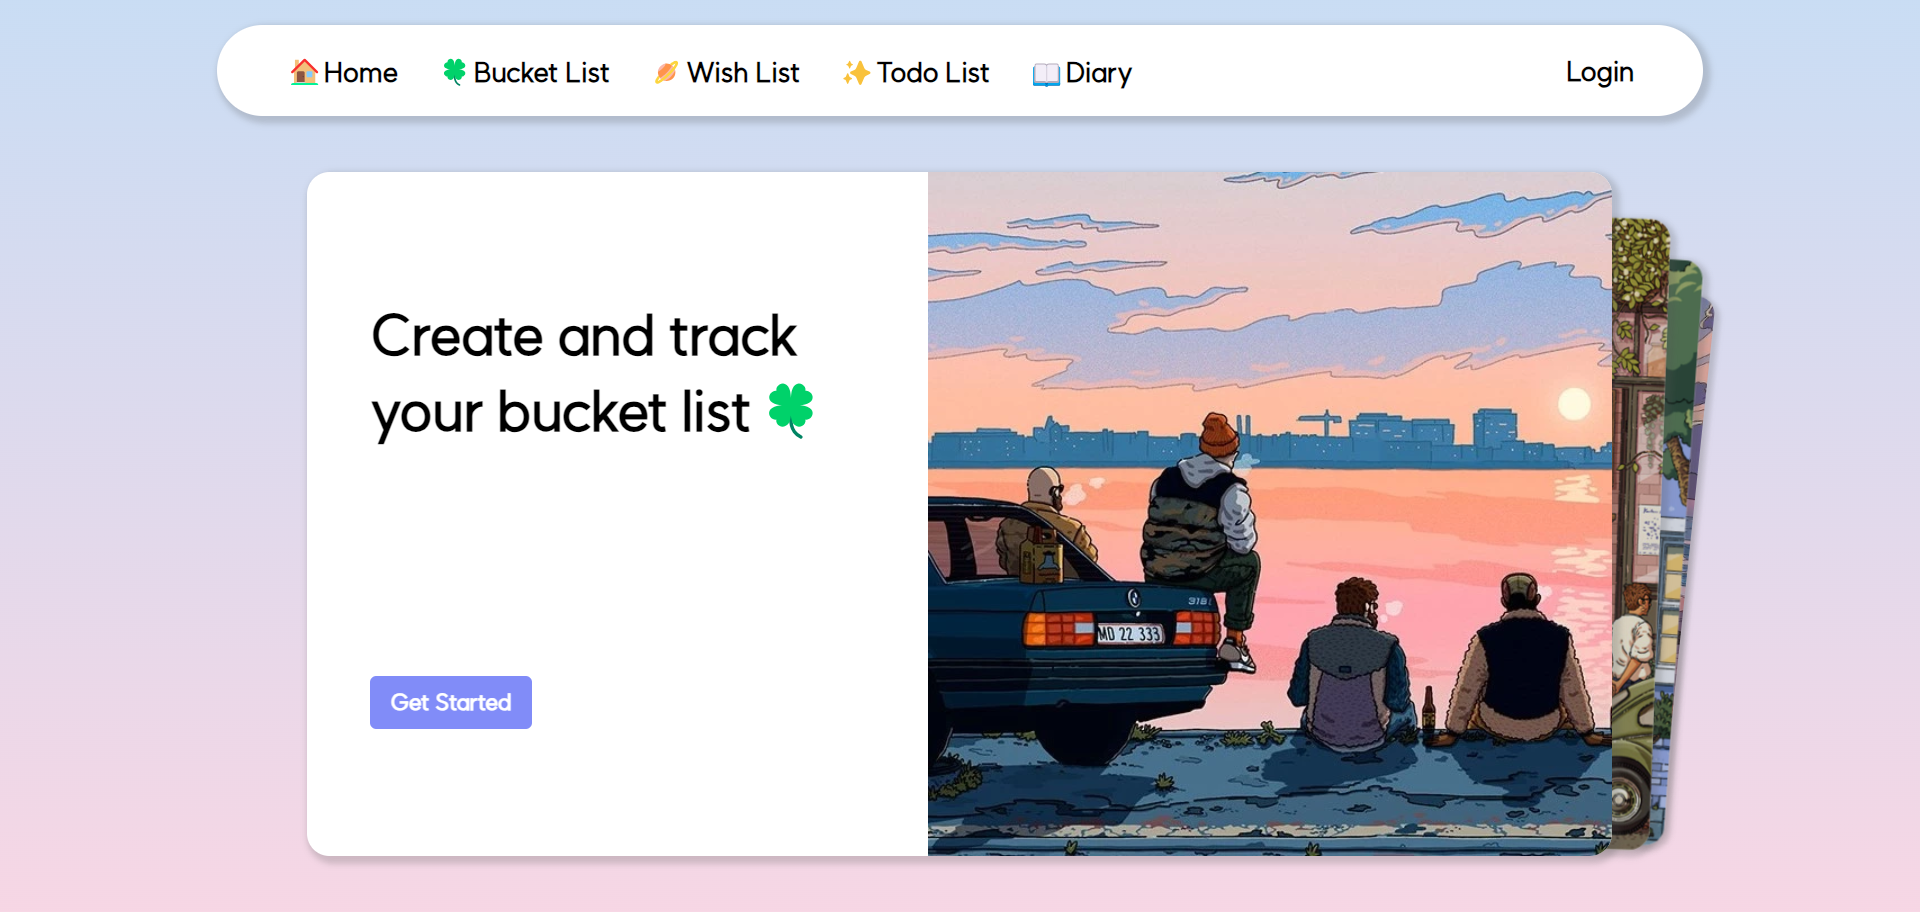 🏠Home
🍀Bucket List
🪐 Wish List
✨Todo List
📖Diary
Login
Create and track
your bucket list 🍀
Get Started
318i
MD 22 333